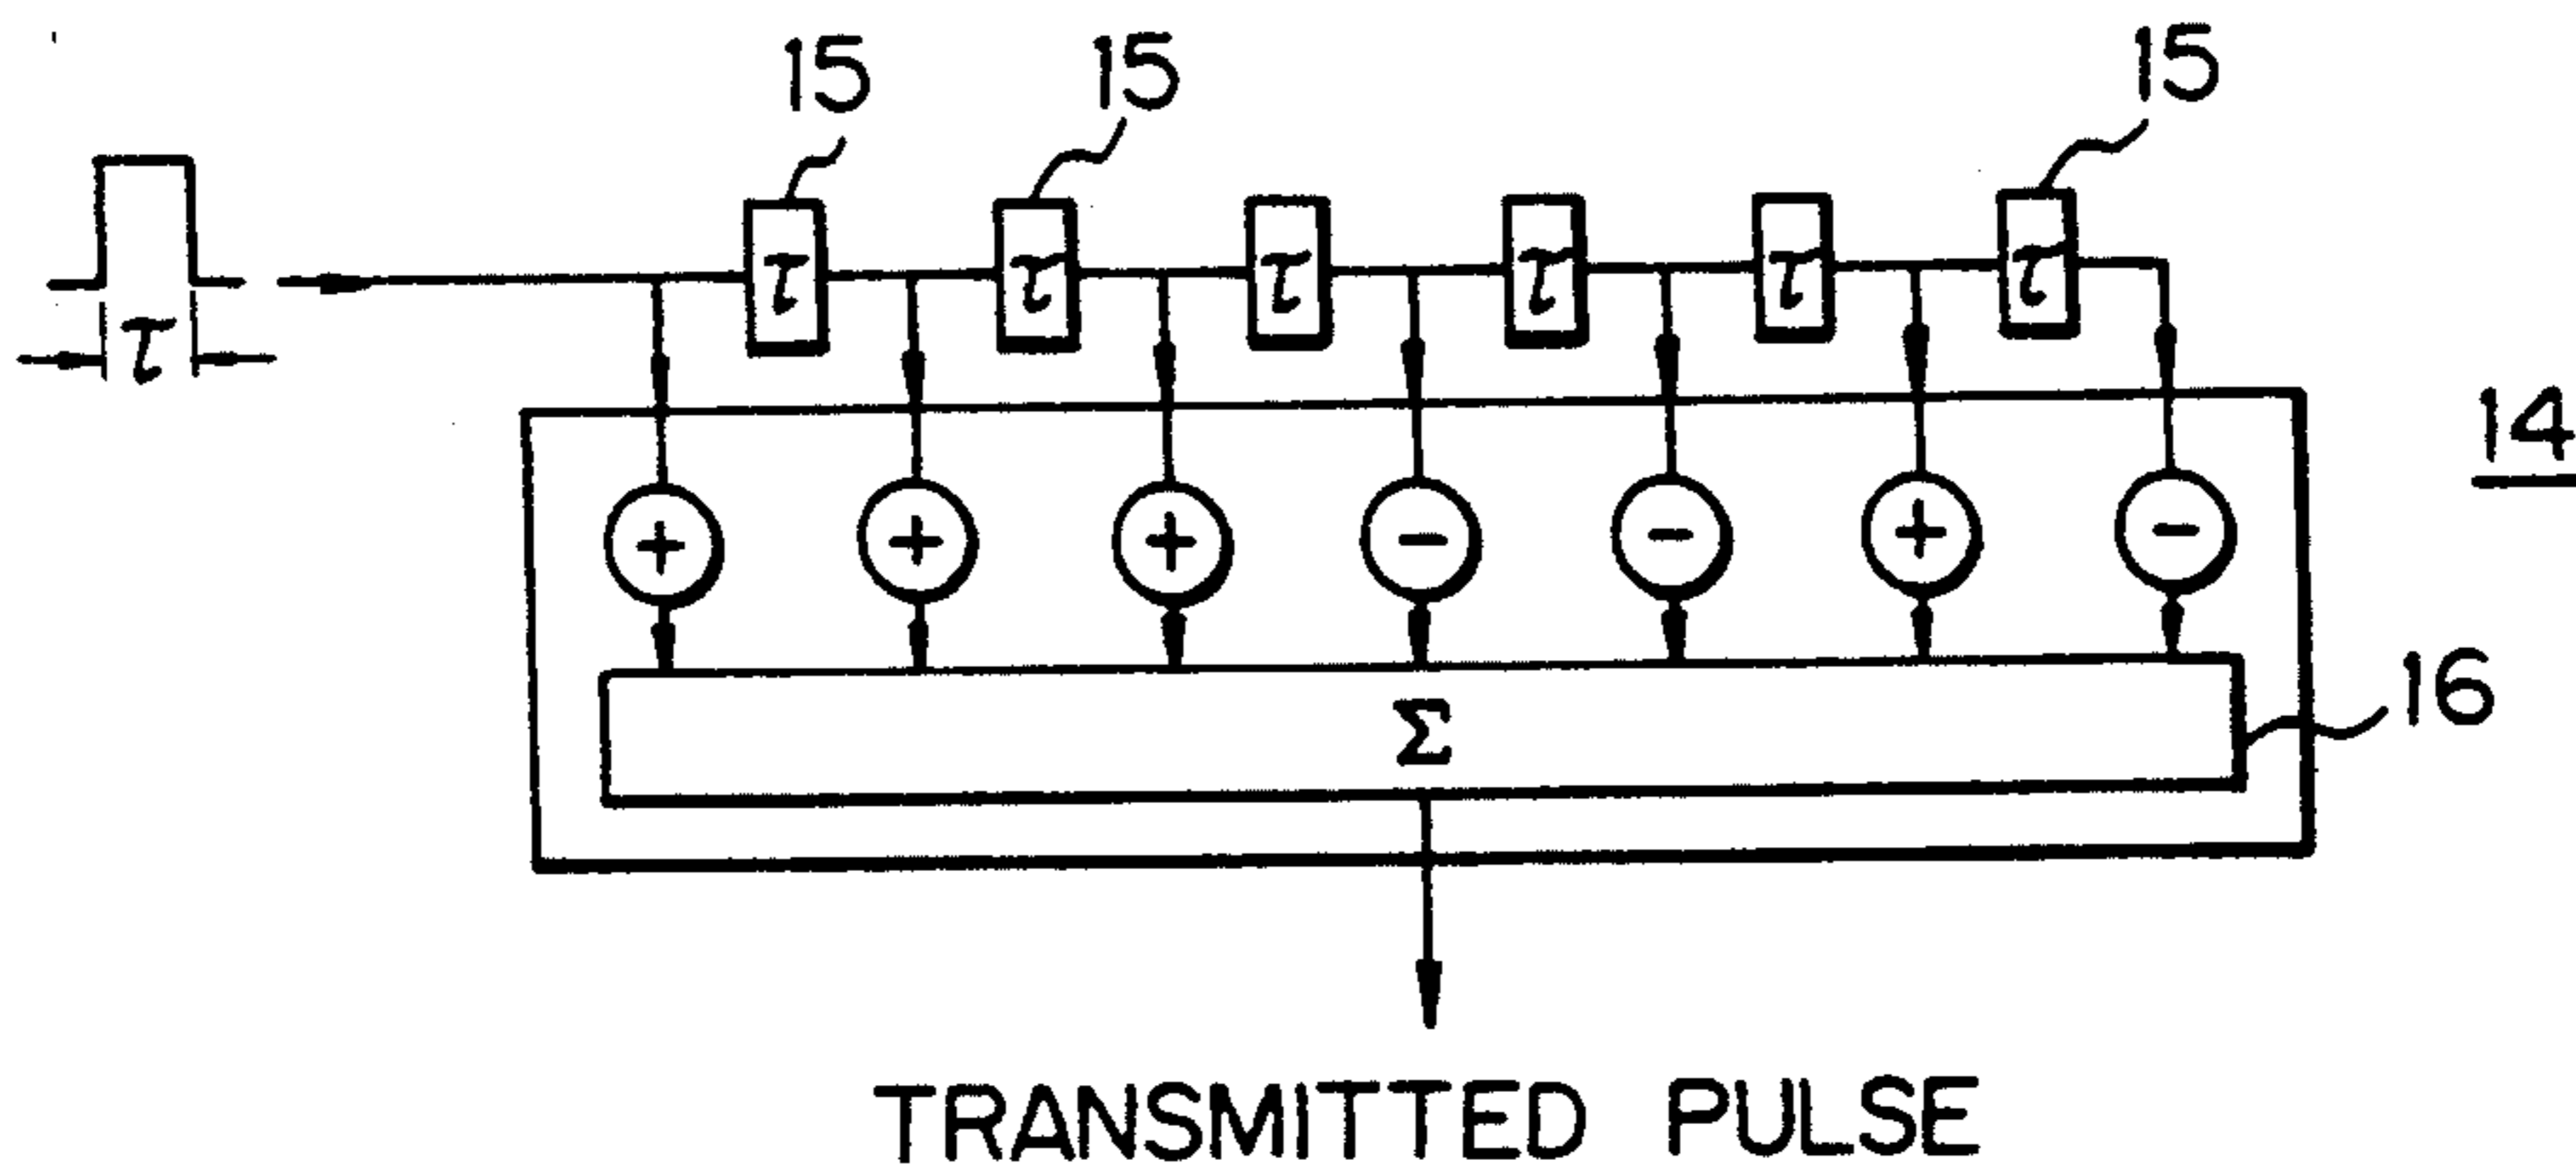 15 15 15
τ τ τ τ τ τ
τ
14
+ + + - - + -
16
Σ
TRANSMITTED PULSE